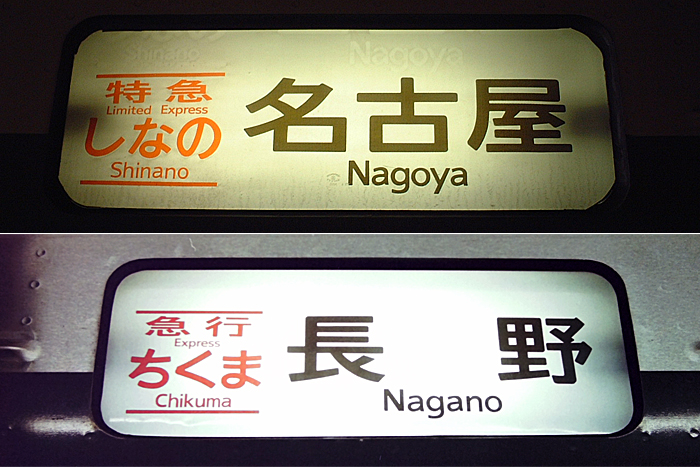 特急
Limited Express
しなの
Shinano
名古屋
Nagoya
急行
Express
ちくま
Chikuma
長野
Nagano